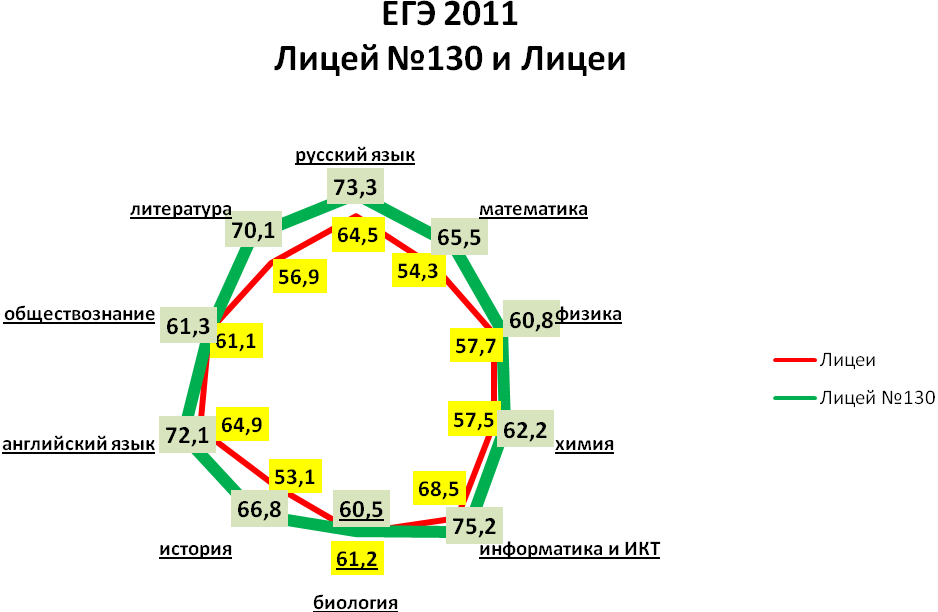 ЕГЭ 2011
Лицей №130 и Лицеи
русский язык
73,3
64,5
математика
65,5
54,3
физика
60,8
57,7
химия
62,2
57,5
информатика и ИКТ
75,2
68,5
биология
60,5
61,2
история
66,8
53,1
английский язык
72,1
64,9
обществознание
61,3
61,1
литература
70,1
56,9
Лицеи
Лицей №130